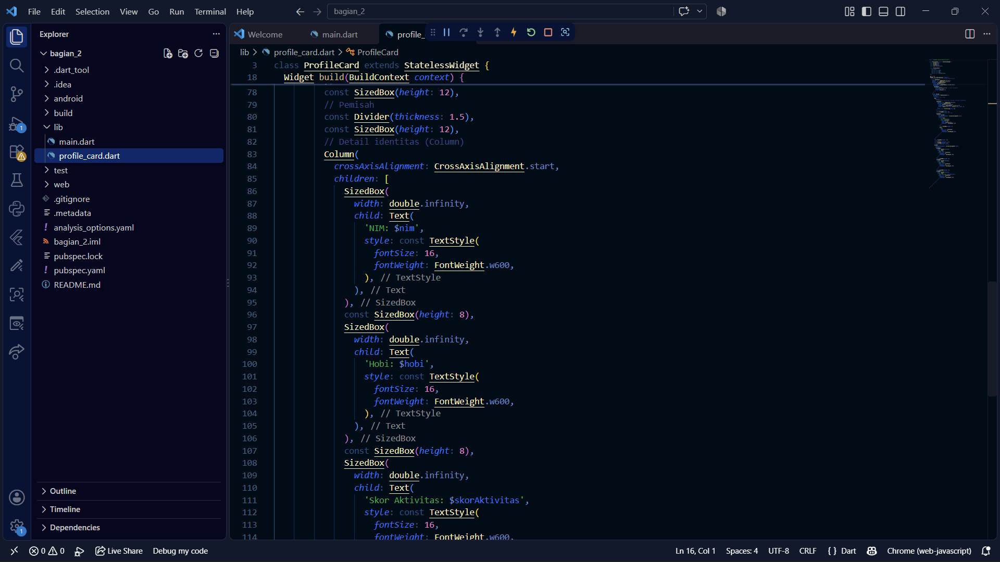 File Edit Selection View Go Run Terminal Help
bagian_2
Explorer
bagian_2
.dart_tool
.idea
android
build
lib
main.dart
profile_card.dart
test
web
.gitignore
.metadata
analysis_options.yaml
bagian_2.iml
pubspec.lock
pubspec.yaml
README.md
Outline
Timeline
Dependencies
Welcome main.dart profile_
lib > profile_card.dart > ProfileCard
3 class ProfileCard extends StatelessWidget {
18 Widget build(BuildContext context) {
78 const SizedBox(height: 12),
79 // Pemisah
80 const Divider(thickness: 1.5),
81 const SizedBox(height: 12),
82 // Detail identitas (Column)
83 Column(
84 crossAxisAlignment: CrossAxisAlignment.start,
85 children: [
86 SizedBox(
87 width: double.infinity,
88 child: Text(
89 'NIM: $nim',
90 style: const TextStyle(
91 fontSize: 16,
92 fontWeight: FontWeight.w600,
93 ), // TextStyle
94 ), // Text
95 ), // SizedBox
96 const SizedBox(height: 8),
97 SizedBox(
98 width: double.infinity,
99 child: Text(
100 'Hobi: $hobi',
101 style: const TextStyle(
102 fontSize: 16,
103 fontWeight: FontWeight.w600,
104 ), // TextStyle
105 ), // Text
106 ), // SizedBox
107 const SizedBox(height: 8),
108 SizedBox(
109 width: double.infinity,
110 child: Text(
111 'Skor Aktivitas: $skorAktivitas',
112 style: const TextStyle(
113 fontSize: 16,
114 fontWeight: FontWeight.w600,
0 0 Live Share Debug my code Ln 16, Col 1 Spaces: 4 UTF-8 CRLF { } Dart Chrome (web-javascript)